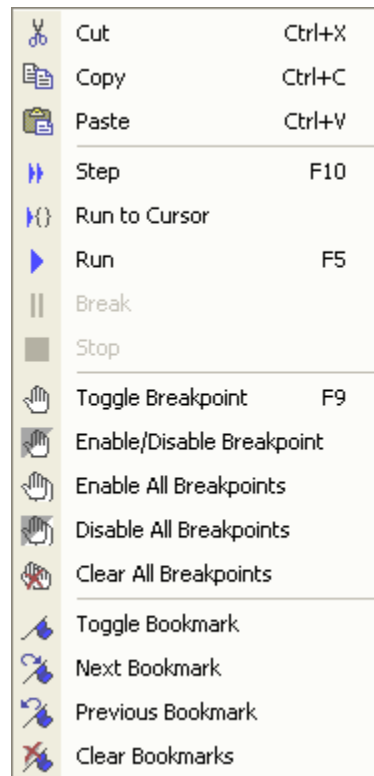 Cut Ctrl+X
Copy Ctrl+C
Paste Ctrl+V
Step F10
Run to Cursor
Run F5
Break
Stop
Toggle Breakpoint F9
Enable/Disable Breakpoint
Enable All Breakpoints
Disable All Breakpoints
Clear All Breakpoints
Toggle Bookmark
Next Bookmark
Previous Bookmark
Clear Bookmarks